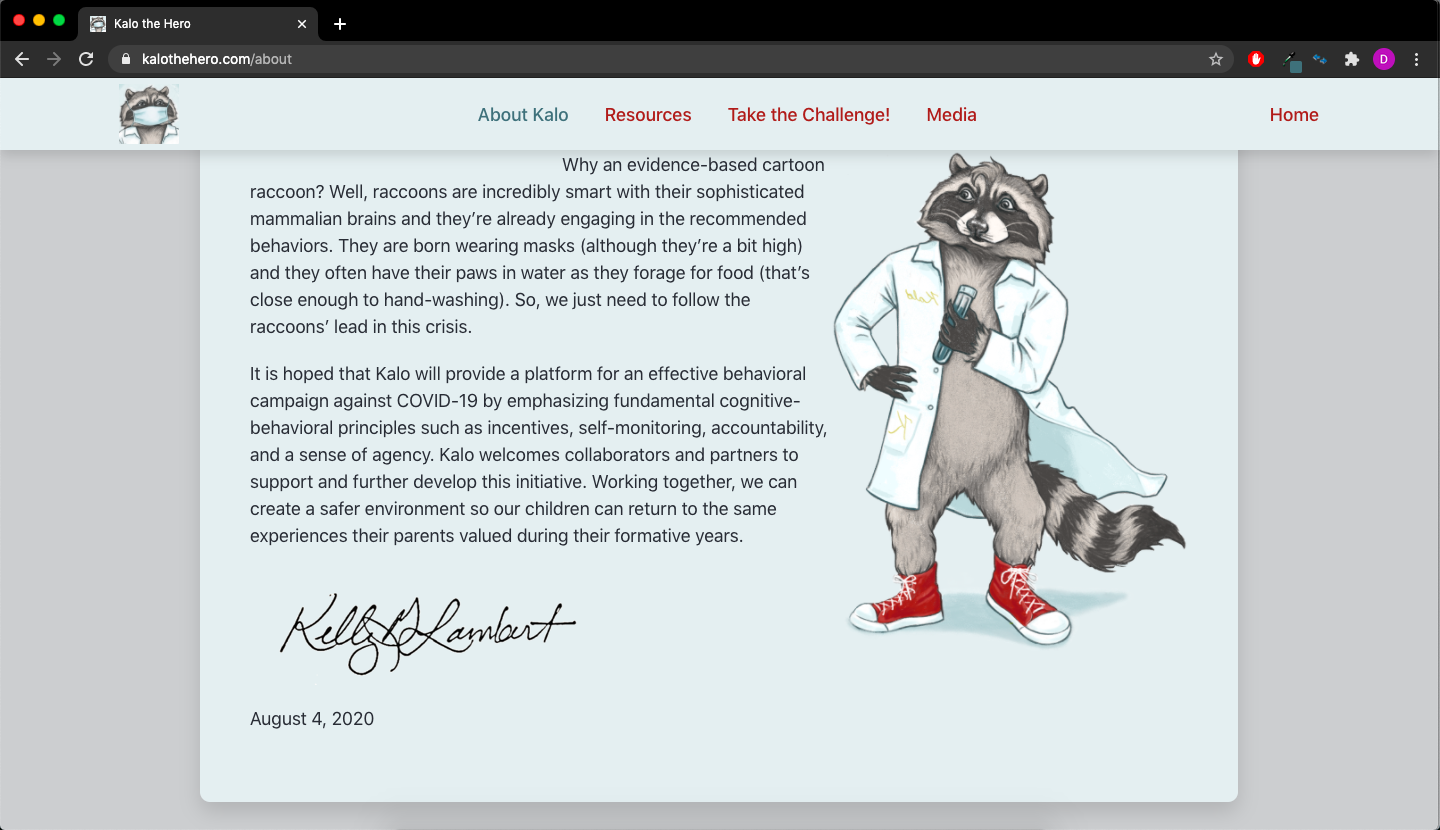 Kalo the Hero
kalothehero.com/about
D
About Kalo
Resources
Take the Challenge!
Media
Home
Why an evidence-based cartoon
raccoon? Well, raccoons are incredibly smart with their sophisticated
mammalian brains and they’re already engaging in the recommended
behaviors. They are born wearing masks (although they’re a bit high)
and they often have their paws in water as they forage for food (that’s
close enough to hand-washing). So, we just need to follow the
raccoons’ lead in this crisis.
It is hoped that Kalo will provide a platform for an effective behavioral
campaign against COVID-19 by emphasizing fundamental cognitive-
behavioral principles such as incentives, self-monitoring, accountability,
and a sense of agency. Kalo welcomes collaborators and partners to
support and further develop this initiative. Working together, we can
create a safer environment so our children can return to the same
experiences their parents valued during their formative years.
Kalo
K
Kelly G Lambert
August 4, 2020